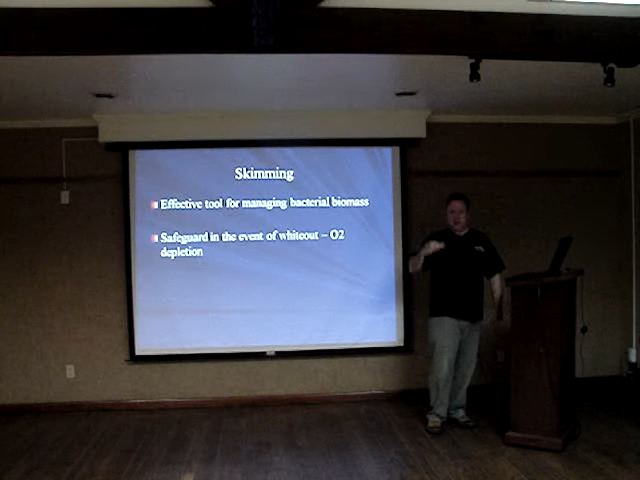 Skimming
Effective tool for managing bacterial biomass
Safeguard in the event of whiteout – O2
depletion